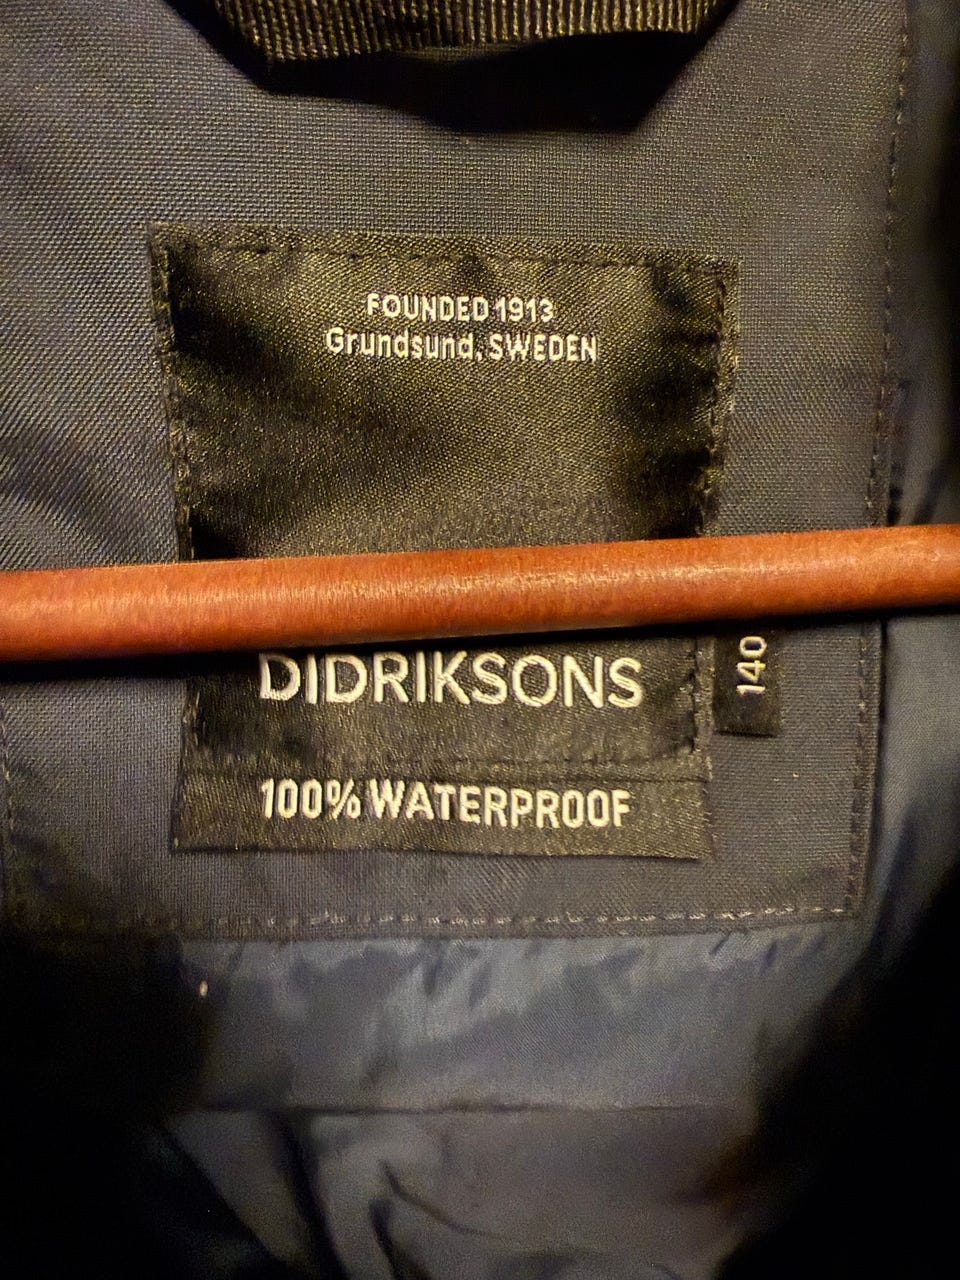 FOUNDED 1913
Grundsund, SWEDEN
DIDRIKSONS
140
100% WATERPROOF